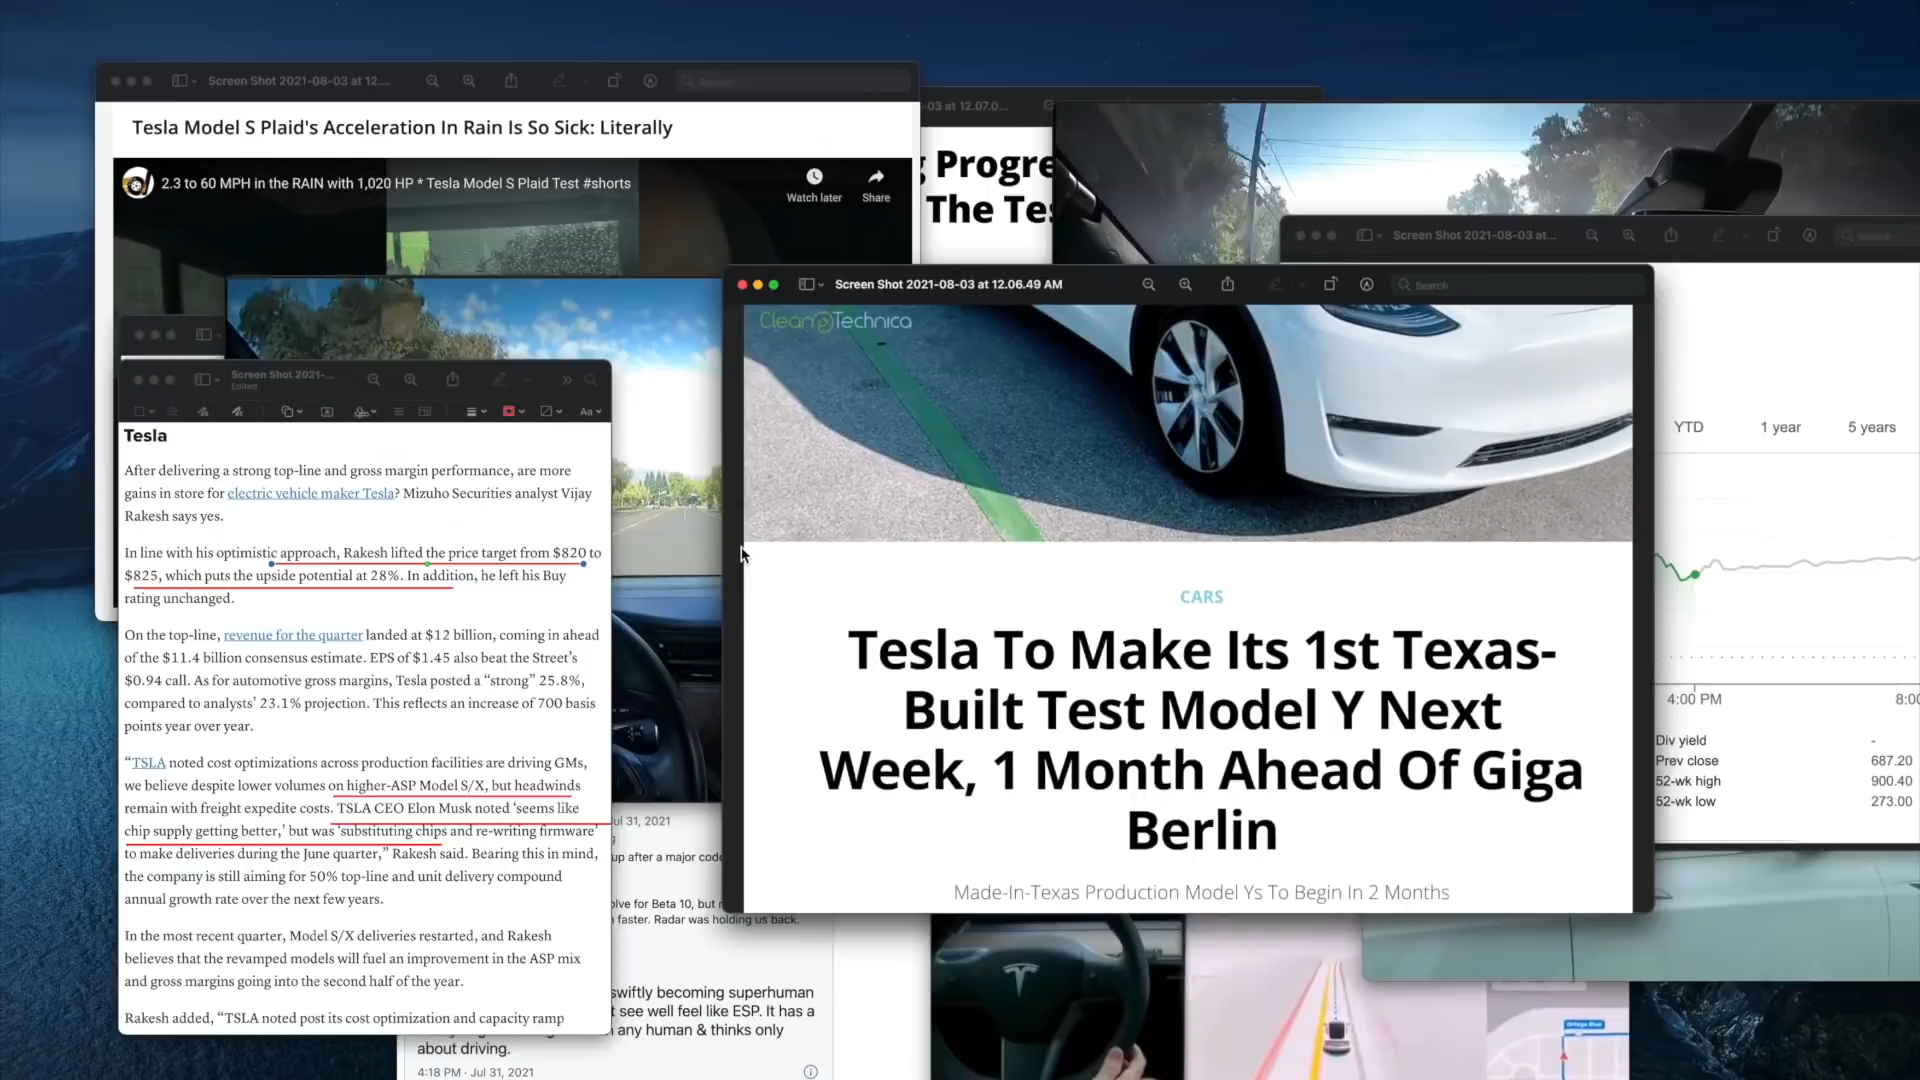 Screen Shot 2021-08-03 at 12....
Search
Tesla Model S Plaid's Acceleration In Rain Is So Sick: Literally
2.3 to 60 MPH in the RAIN with 1,020 HP * Tesla Model S Plaid Test #shorts
Watch later
Share
-03 at 12.07.0...
Progre
The Tes
Screen Shot 2021-08-03 at...
Search
Screen Shot 2021-08-03 at 12.06.49 AM
Search
CleanTechnica
CARS
Tesla To Make Its 1st Texas-
Built Test Model Y Next
Week, 1 Month Ahead Of Giga
Berlin
Made-In-Texas Production Model Ys To Begin In 2 Months
Screen Shot 2021-...
Edited
Aa
Tesla
After delivering a strong top-line and gross margin performance, are more
gains in store for electric vehicle maker Tesla? Mizuho Securities analyst Vijay
Rakesh says yes.
In line with his optimistic approach, Rakesh lifted the price target from $820 to
$825, which puts the upside potential at 28%. In addition, he left his Buy
rating unchanged.
On the top-line, revenue for the quarter landed at $12 billion, coming in ahead
of the $11.4 billion consensus estimate. EPS of $1.45 also beat the Street's
$0.94 call. As for automotive gross margins, Tesla posted a “strong” 25.8%,
compared to analysts' 23.1% projection. This reflects an increase of 700 basis
points year over year.
“TSLA noted cost optimizations across production facilities are driving GMs,
we believe despite lower volumes on higher-ASP Model S/X, but headwinds
remain with freight expedite costs. TSLA CEO Elon Musk noted ‘seems like
chip supply getting better,’ but was ‘substituting chips and re-writing firmware’
to make deliveries during the June quarter,” Rakesh said. Bearing this in mind,
the company is still aiming for 50% top-line and unit delivery compound
annual growth rate over the next few years.
In the most recent quarter, Model S/X deliveries restarted, and Rakesh
believes that the revamped models will fuel an improvement in the ASP mix
and gross margins going into the second half of the year.
Rakesh added, “TSLA noted post its cost optimization and capacity ramp
Jul 31, 2021
up after a major code
olve for Beta 10, but
faster. Radar was holding us back.
swiftly becoming superhuman
t see well feel like ESP. It has a
any human & thinks only
about driving.
4:18 PM · Jul 31, 2021
YTD
1 year
5 years
4:00 PM
8:00
Div yield -
Prev close 687.20
52-wk high 900.40
52-wk low 273.00